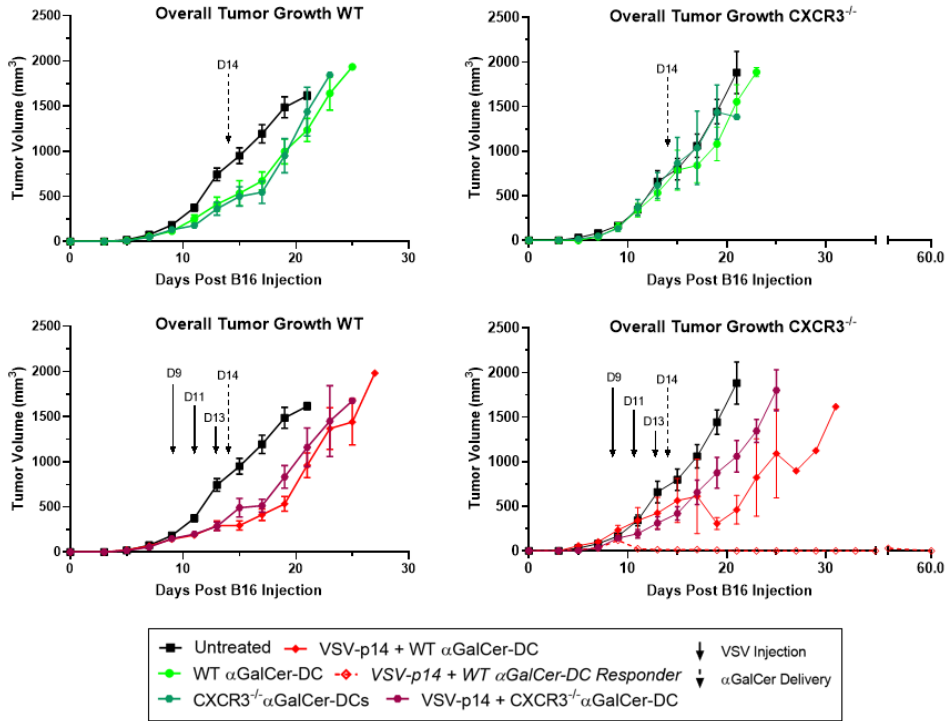 Overall Tumor Growth WT
Tumor Volume (mm³)
2500
2000
1500
1000
500
0
D14
0 10 20 30
Days Post B16 Injection
Overall Tumor Growth CXCR3⁻/⁻
Tumor Volume (mm³)
2500
2000
1500
1000
500
0
D14
0 10 20 30 60.0
Days Post B16 Injection
Overall Tumor Growth WT
Tumor Volume (mm³)
2500
2000
1500
1000
500
0
D9
D11
D13
D14
0 10 20 30
Days Post B16 Injection
Overall Tumor Growth CXCR3⁻/⁻
Tumor Volume (mm³)
2500
2000
1500
1000
500
0
D9
D11
D13
D14
0 10 20 30 60.0
Days Post B16 Injection
Untreated
VSV-p14 + WT αGalCer-DC
VSV Injection
WT αGalCer-DC
VSV-p14 + WT αGalCer-DC Responder
αGalCer Delivery
CXCR3⁻/⁻αGalCer-DCs
VSV-p14 + CXCR3⁻/⁻αGalCer-DC